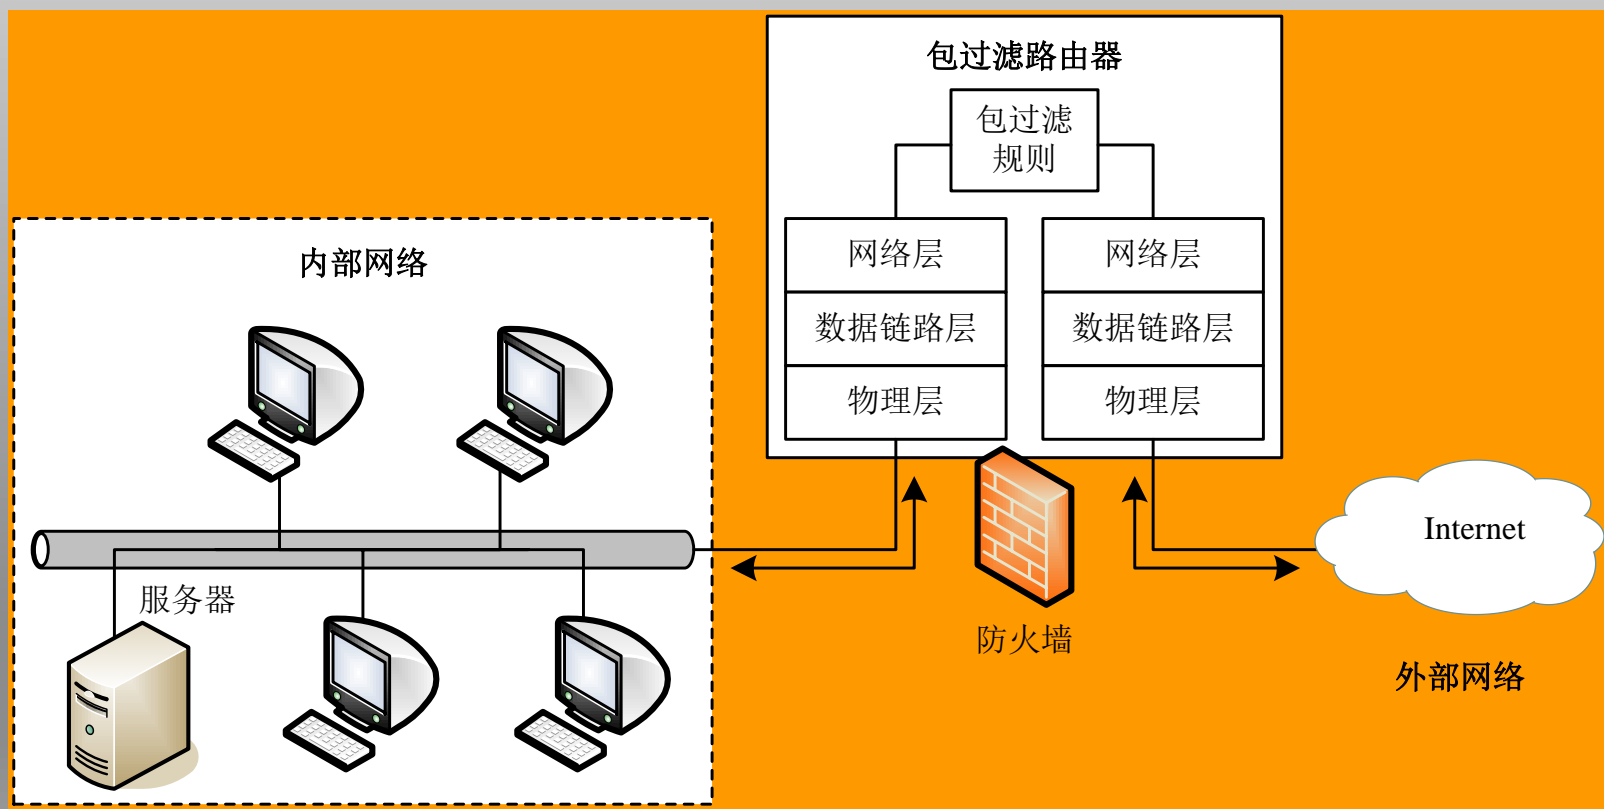 包过滤路由器
包过滤
规则
网络层
网络层
数据链路层
数据链路层
物理层
物理层
内部网络
服务器
防火墙
Internet
外部网络